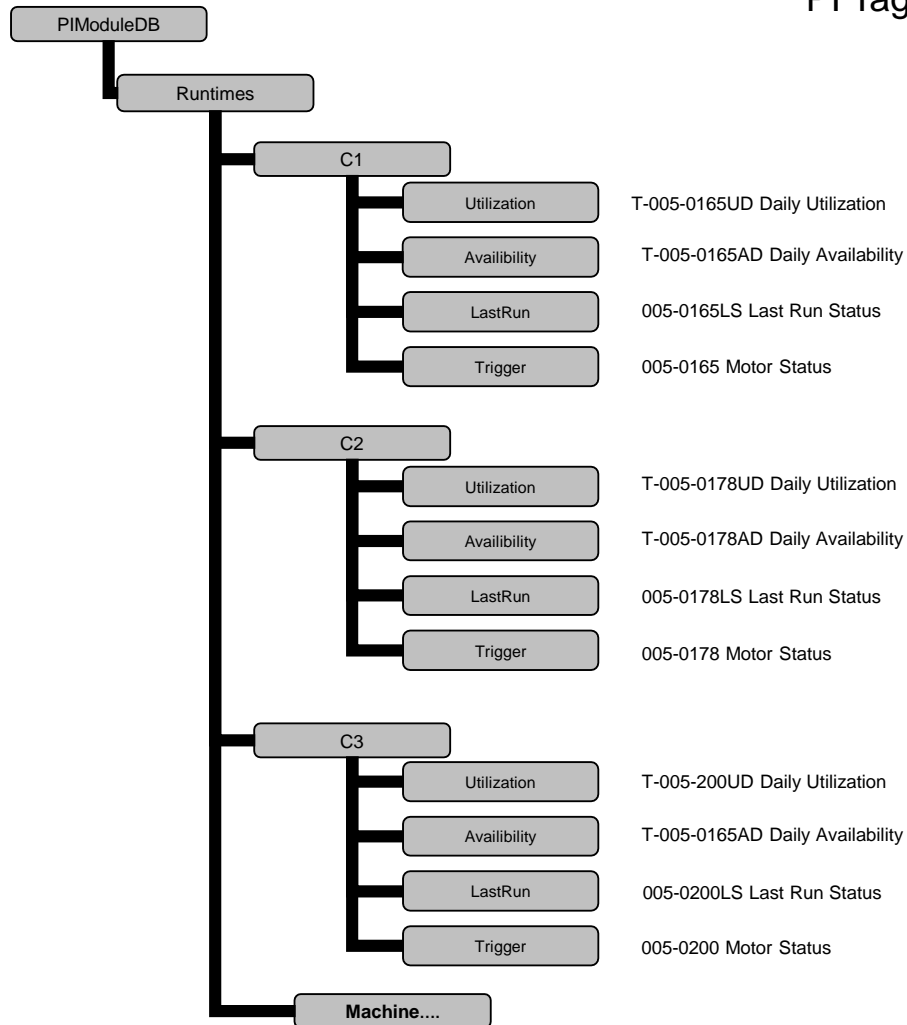 PI Tag
PIModuleDB
Runtimes
C1
Utilization T-005-0165UD Daily Utilization
Availibility T-005-0165AD Daily Availability
LastRun 005-0165LS Last Run Status
Trigger 005-0165 Motor Status
C2
Utilization T-005-0178UD Daily Utilization
Availibility T-005-0178AD Daily Availability
LastRun 005-0178LS Last Run Status
Trigger 005-0178 Motor Status
C3
Utilization T-005-200UD Daily Utilization
Availibility T-005-0165AD Daily Availability
LastRun 005-0200LS Last Run Status
Trigger 005-0200 Motor Status
Machine....